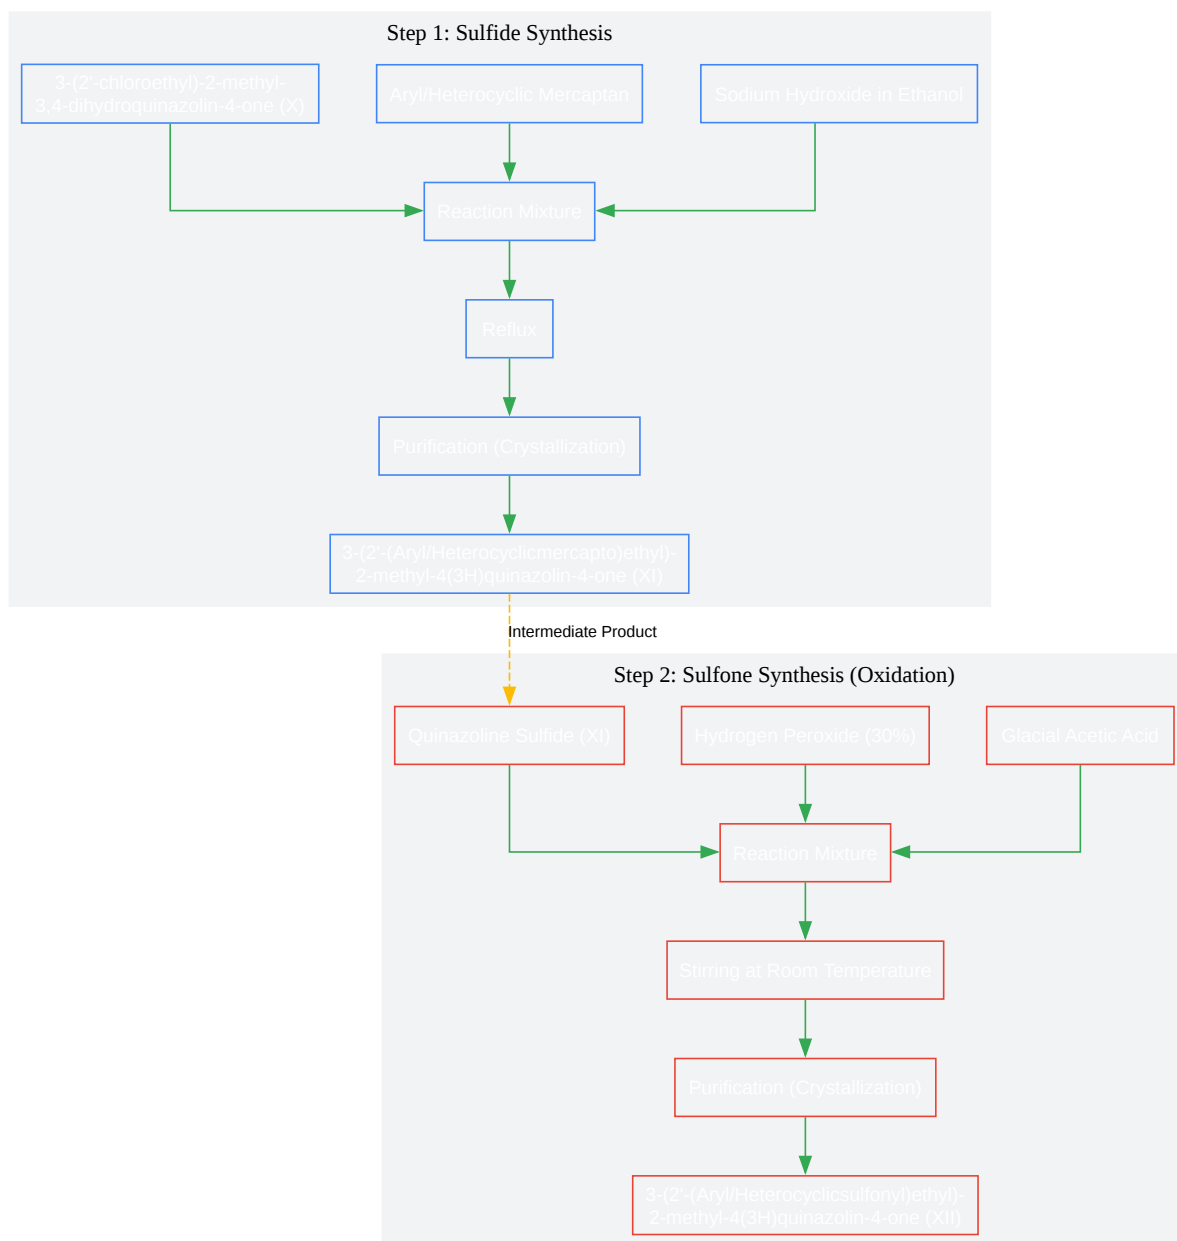 Step 1: Sulfide Synthesis
3-(2'-chloroethyl)-2-methyl-
3,4-dihydroquinazolin-4-one (X)
Aryl/Heterocyclic Mercaptan
Sodium Hydroxide in Ethanol
Reaction Mixture
Reflux
Purification (Crystallization)
3-(2'-(Aryl/Heterocyclicmercapto)ethyl)-
2-methyl-4(3H)quinazolin-4-one (XI)
Intermediate Product
Step 2: Sulfone Synthesis (Oxidation)
Quinazoline Sulfide (XI)
Hydrogen Peroxide (30%)
Glacial Acetic Acid
Reaction Mixture
Stirring at Room Temperature
Purification (Crystallization)
3-(2'-(Aryl/Heterocyclicsulfonyl)ethyl)-
2-methyl-4(3H)quinazolin-4-one (XII)